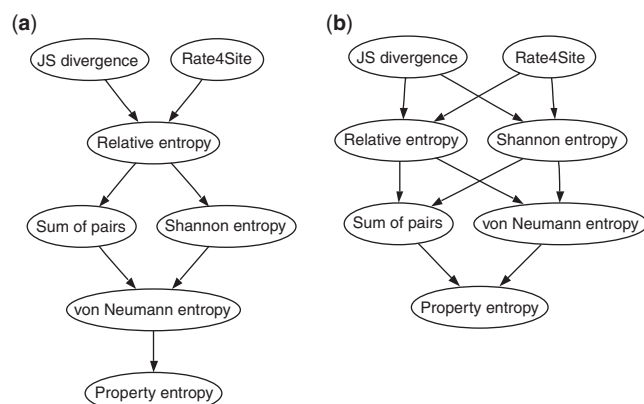 (a)
JS divergence
Rate4Site
Relative entropy
Sum of pairs
Shannon entropy
von Neumann entropy
Property entropy
(b)
JS divergence
Rate4Site
Relative entropy
Shannon entropy
Sum of pairs
von Neumann entropy
Property entropy